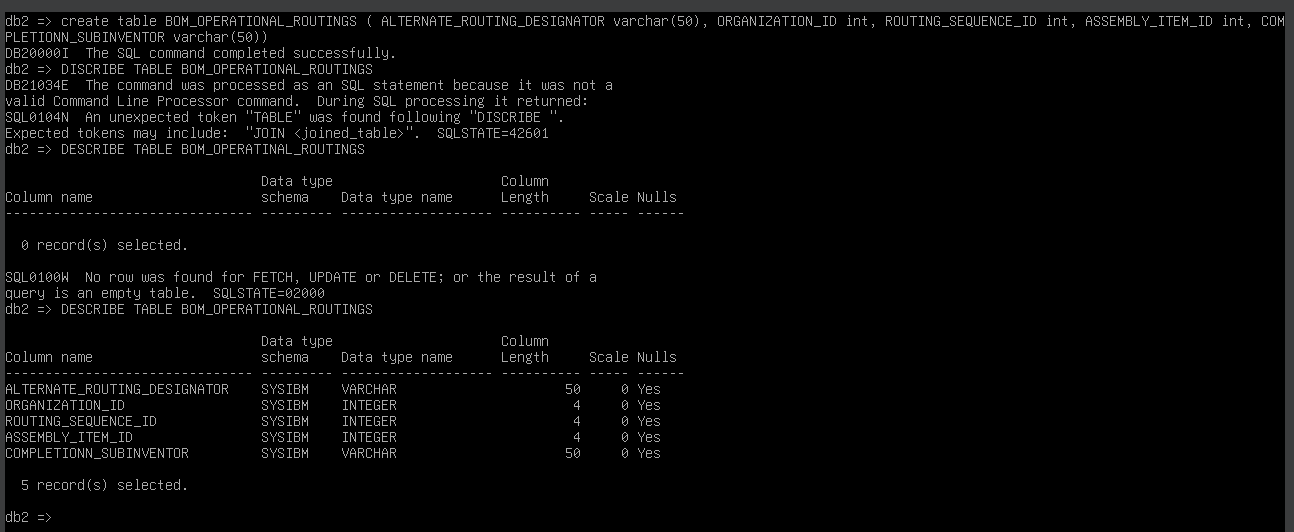 db2 => create table BOM_OPERATIONAL_ROUTINGS ( ALTERNATE_ROUTING_DESIGNATOR varchar(50), ORGANIZATION_ID int, ROUTING_SEQUENCE_ID int, ASSEMBLY_ITEM_ID int, COM
PLETIONN_SUBINVENTOR varchar(50))
DB20000I  The SQL command completed successfully.
db2 => DISCRIBE TABLE BOM_OPERATIONAL_ROUTINGS
DB21034E  The command was processed as an SQL statement because it was not a
valid Command Line Processor command.  During SQL processing it returned:
SQL0104N  An unexpected token "TABLE" was found following "DISCRIBE ".
Expected tokens may include:  "JOIN <joined_table>".  SQLSTATE=42601
db2 => DESCRIBE TABLE BOM_OPERATINAL_ROUTINGS
                                Data type                     Column
Column name                     schema    Data type name      Length     Scale Nulls
------------------------------- --------- ------------------- ---------- ----- ------
  0 record(s) selected.
SQL0100W  No row was found for FETCH, UPDATE or DELETE; or the result of a
query is an empty table.  SQLSTATE=02000
db2 => DESCRIBE TABLE BOM_OPERATIONAL_ROUTINGS
                                Data type                     Column
Column name                     schema    Data type name      Length     Scale Nulls
------------------------------- --------- ------------------- ---------- ----- ------
ALTERNATE_ROUTING_DESIGNATOR    SYSIBM    VARCHAR                     50     0 Yes
ORGANIZATION_ID                 SYSIBM    INTEGER                      4     0 Yes
ROUTING_SEQUENCE_ID             SYSIBM    INTEGER                      4     0 Yes
ASSEMBLY_ITEM_ID                SYSIBM    INTEGER                      4     0 Yes
COMPLETIONN_SUBINVENTOR         SYSIBM    VARCHAR                     50     0 Yes
  5 record(s) selected.
db2 =>